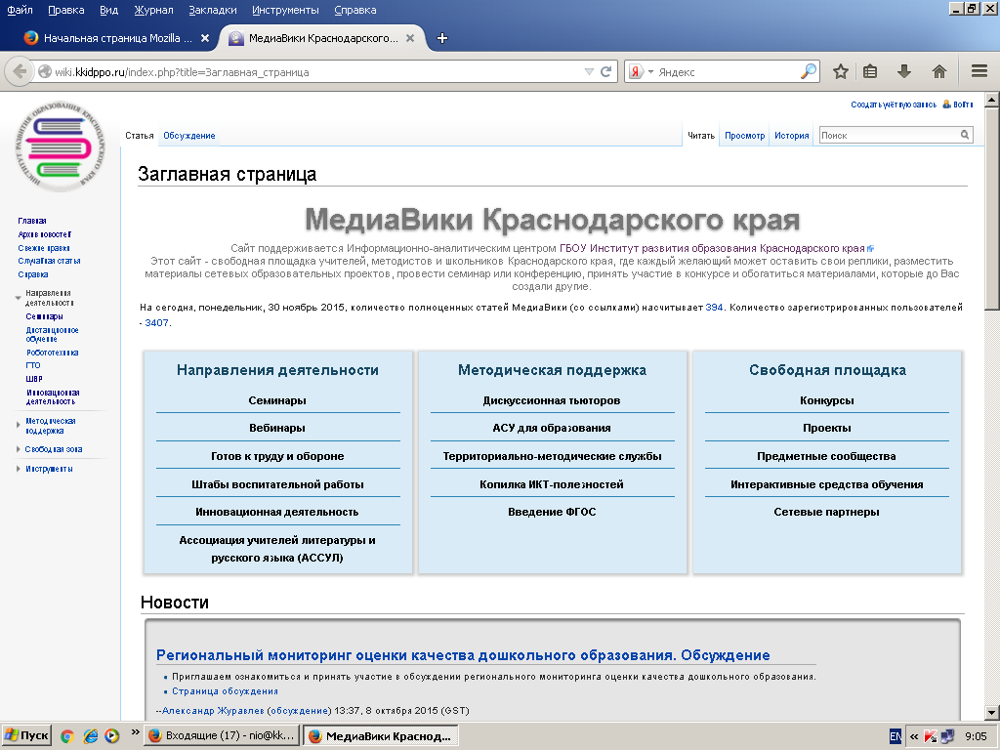 Файл Правка Вид Журнал Закладки Инструменты Справка
Начальная страница Mozilla ... МедиаВики Краснодарского...
wiki.kkidppo.ru/index.php?title=Заглавная_страница
Яндекс
Создать учётную запись Войти
ИНСТИТУТ РАЗВИТИЯ ОБРАЗОВАНИЯ КРАСНОДАРСКОГО КРАЯ
Статья Обсуждение Читать Просмотр История Поиск
Заглавная страница
МедиаВики Краснодарского края
Сайт поддерживается Информационно-аналитическим центром ГБОУ Институт развития образования Краснодарского края
Этот сайт - свободная площадка учителей, методистов и школьников Краснодарского края, где каждый желающий может оставить свои реплики, разместить
материалы сетевых образовательных проектов, провести семинар или конференцию, принять участие в конкурсе и обогатиться материалами, которые до Вас
создали другие.
На сегодня, понедельник, 30 ноябрь 2015, количество полноценных статей МедиаВики (со ссылками) насчитывает 394. Количество зарегистрированных пользователей
- 3407.
Главная
Архив новостей
Свежие правки
Случайная статья
Справка
Направления
деятельности
Семинары
Дистанционное
обучение
Робототехника
ГТО
ШВР
Инновационная
деятельность
Методическая
поддержка
Свободная зона
Инструменты
Направления деятельности
Семинары
Вебинары
Готов к труду и обороне
Штабы воспитательной работы
Инновационная деятельность
Ассоциация учителей литературы и
русского языка (АССУЛ)
Методическая поддержка
Дискуссионная тьюторов
АСУ для образования
Территориально-методические службы
Копилка ИКТ-полезностей
Введение ФГОС
Свободная площадка
Конкурсы
Проекты
Предметные сообщества
Интерактивные средства обучения
Сетевые партнеры
Новости
Региональный мониторинг оценки качества дошкольного образования. Обсуждение
Приглашаем ознакомиться и принять участие в обсуждении регионального мониторинга оценки качества дошкольного образования.
Страница обсуждения
--Александр Журавлев (обсуждение) 13:37, 8 октября 2015 (GST)
Пуск » Входящие (17) - nio@kk... МедиаВики Краснод... EN « 9:05